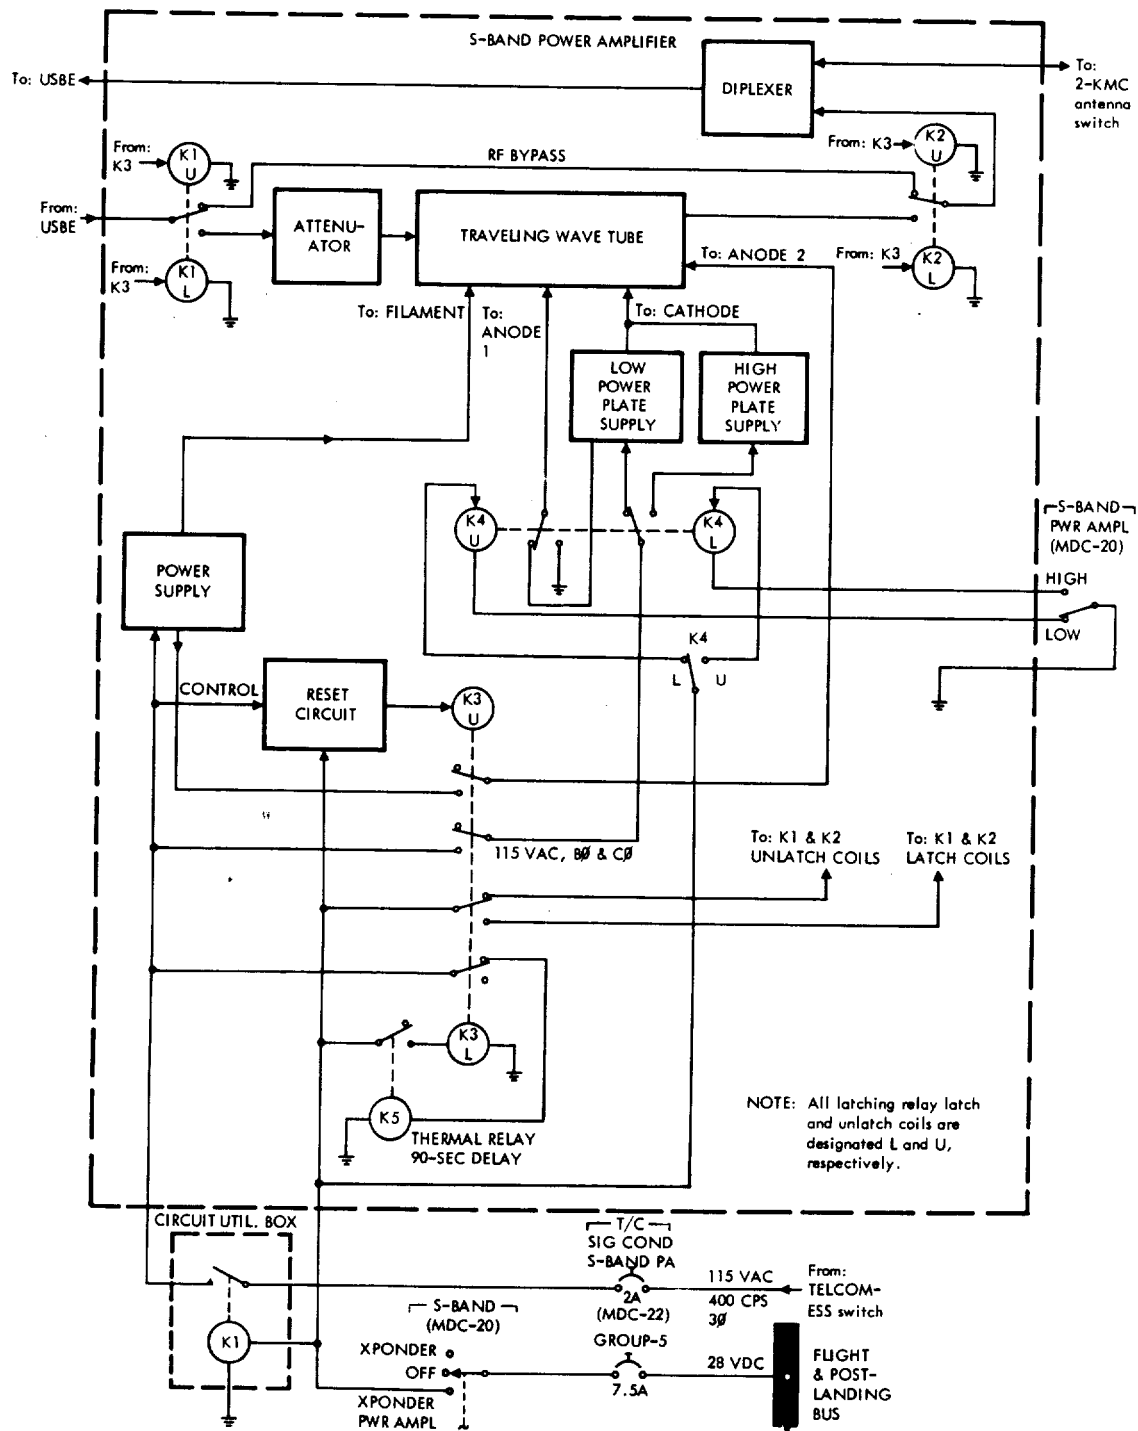 S-BAND POWER AMPLIFIER
To: USBE
DIPLEXER
To:
2-KMC
antenna
switch
From:
K3
K1
U
RF BYPASS
From: K3
K2
U
From:
USBE
ATTENU-
ATOR
TRAVELING WAVE TUBE
From:
K3
K1
L
To: ANODE 2
From: K3
K2
L
To: FILAMENT
To:
ANODE
1
To: CATHODE
LOW
POWER
PLATE
SUPPLY
HIGH
POWER
PLATE
SUPPLY
K4
U
K4
L
S-BAND
PWR AMPL
(MDC-20)
HIGH
LOW
POWER
SUPPLY
K4
L U
CONTROL
RESET
CIRCUIT
K3
U
115 VAC, BØ & CØ
To: K1 & K2
UNLATCH COILS
To: K1 & K2
LATCH COILS
K3
L
K5
THERMAL RELAY
90-SEC DELAY
NOTE: All latching relay latch
and unlatch coils are
designated L and U,
respectively.
CIRCUIT UTIL. BOX
K1
T/C
SIG COND
S-BAND PA
2A
(MDC-22)
115 VAC
400 CPS
3Ø
From:
TELCOM-
ESS switch
S-BAND
(MDC-20)
XPONDER
OFF
XPONDER
PWR AMPL
GROUP-5
7.5A
28 VDC
FLIGHT
& POST-
LANDING
BUS